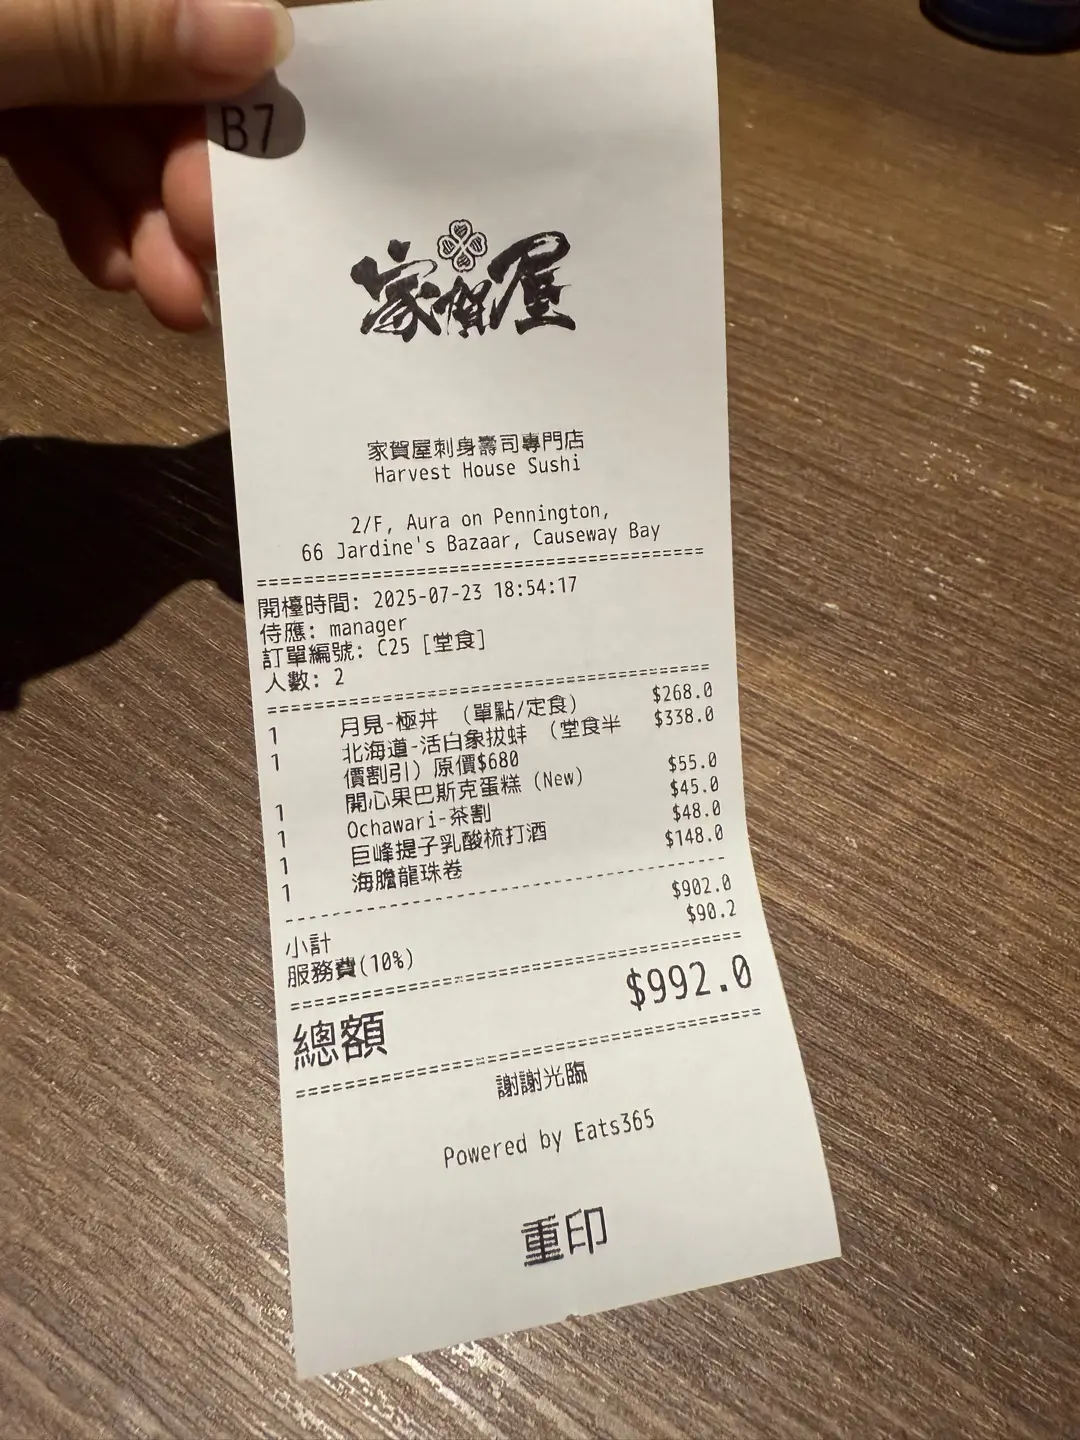 B7
家賀屋
家賀屋刺身壽司專門店
Harvest House Sushi
2/F, Aura on Pennington,
66 Jardine's Bazaar, Causeway Bay
開檯時間: 2025-07-23 18:54:17
侍應: manager
訂單編號: C25 [堂食]
人數: 2
1 月見-極丼 (單點/定食) $268.0
1 北海道-活白象拔蚌 (堂食半 $338.0
價割引) 原價$680
1 開心果巴斯克蛋糕 (New) $55.0
1 Ochawari-茶割 $45.0
1 巨峰提子乳酸梳打酒 $48.0
1 海膽龍珠卷 $148.0
小計 $902.0
服務費(10%) $90.2
總額 $992.0
謝謝光臨
Powered by Eats365
重印